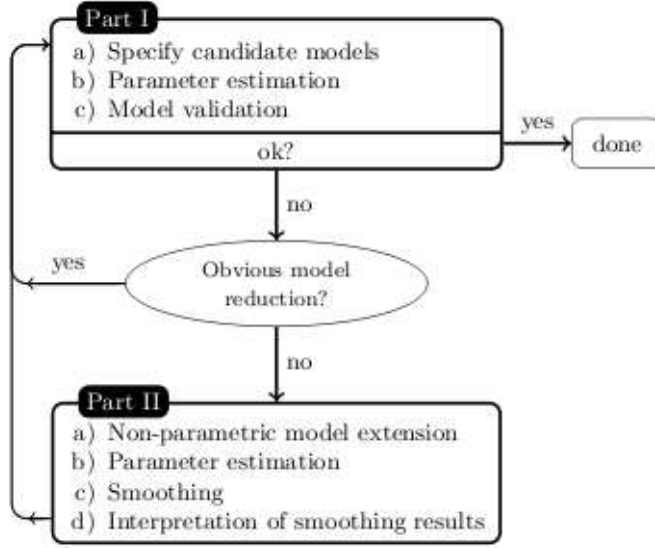 Part I
a) Specify candidate models
b) Parameter estimation
c) Model validation
yes
done
ok?
no
yes
Obvious model
reduction?
no
Part II
a) Non-parametric model extension
b) Parameter estimation
c) Smoothing
d) Interpretation of smoothing results